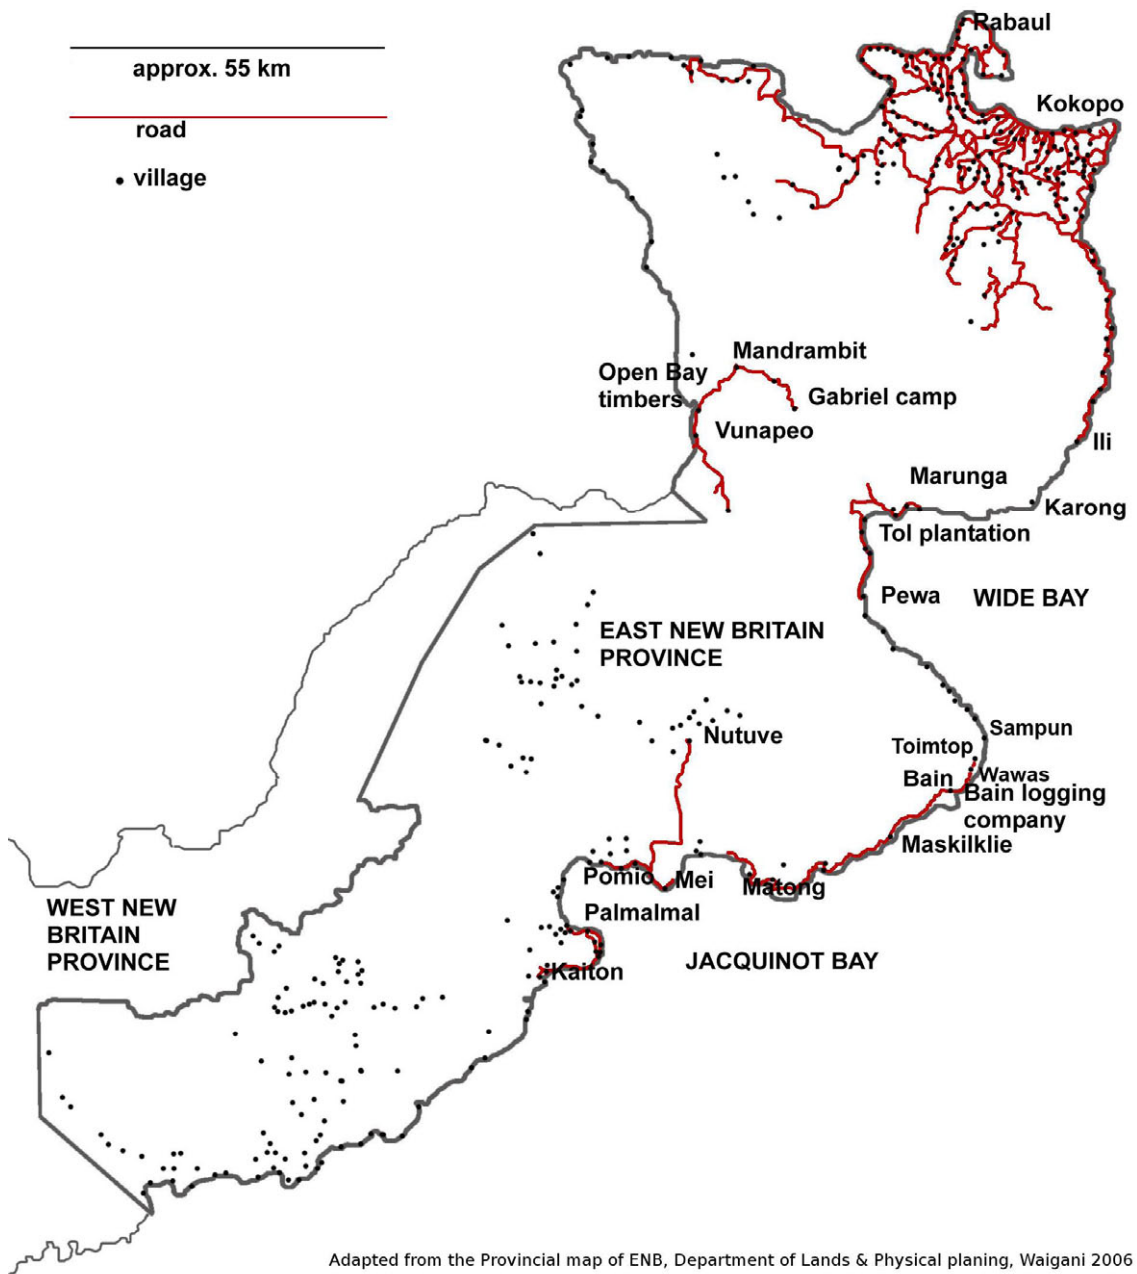 Rabaul
approx. 55 km
Kokopo
road
village
Mandrambit
Open Bay
timbers
Gabriel camp
Vunapeo
Ili
Marunga
Karong
Tol plantation
Pewa
WIDE BAY
EAST NEW BRITAIN
PROVINCE
Sampun
Nutuve
Toimtop
Wawas
Bain
Bain logging
company
Maskilklie
Pomio
Mei
Matong
WEST NEW
BRITAIN
PROVINCE
Palmalmal
JACQUINOT BAY
Kaiton
Adapted from the Provincial map of ENB, Department of Lands & Physical planing, Waigani 2006